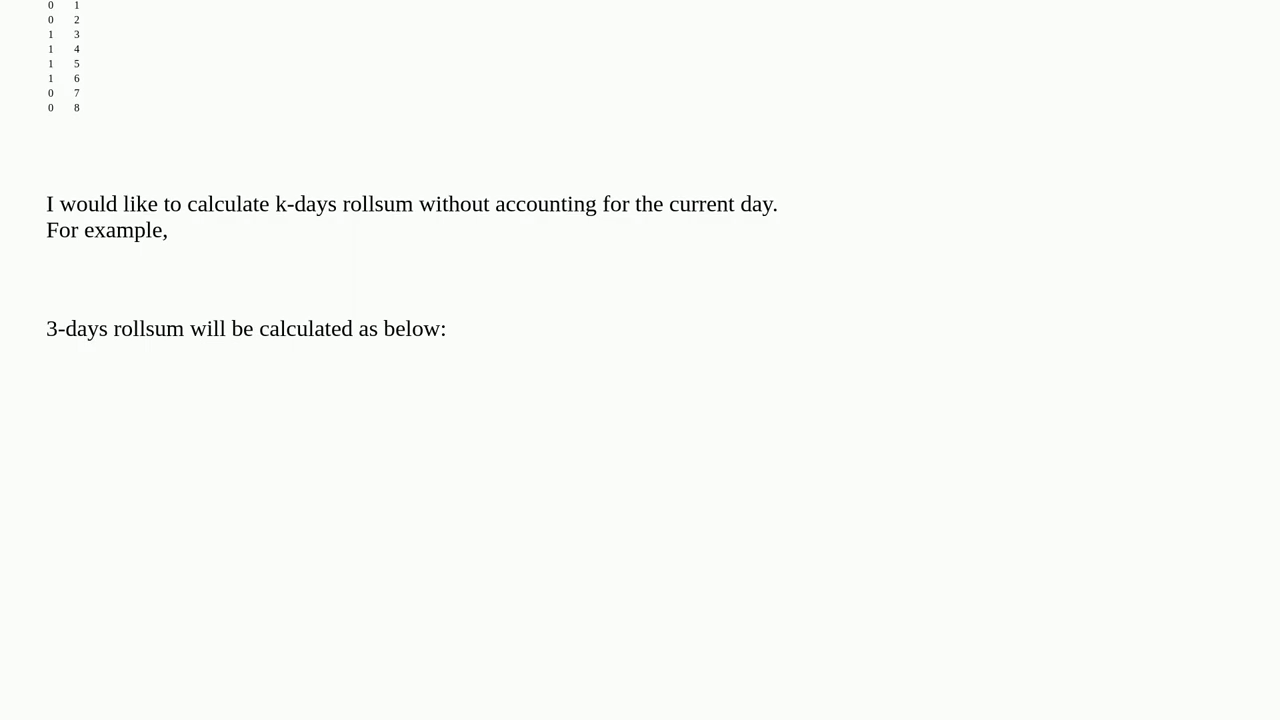 0 1
0 2
1 3
1 4
1 5
1 6
0 7
0 8
I would like to calculate k-days rollsum without accounting for the current day.
For example,
3-days rollsum will be calculated as below: